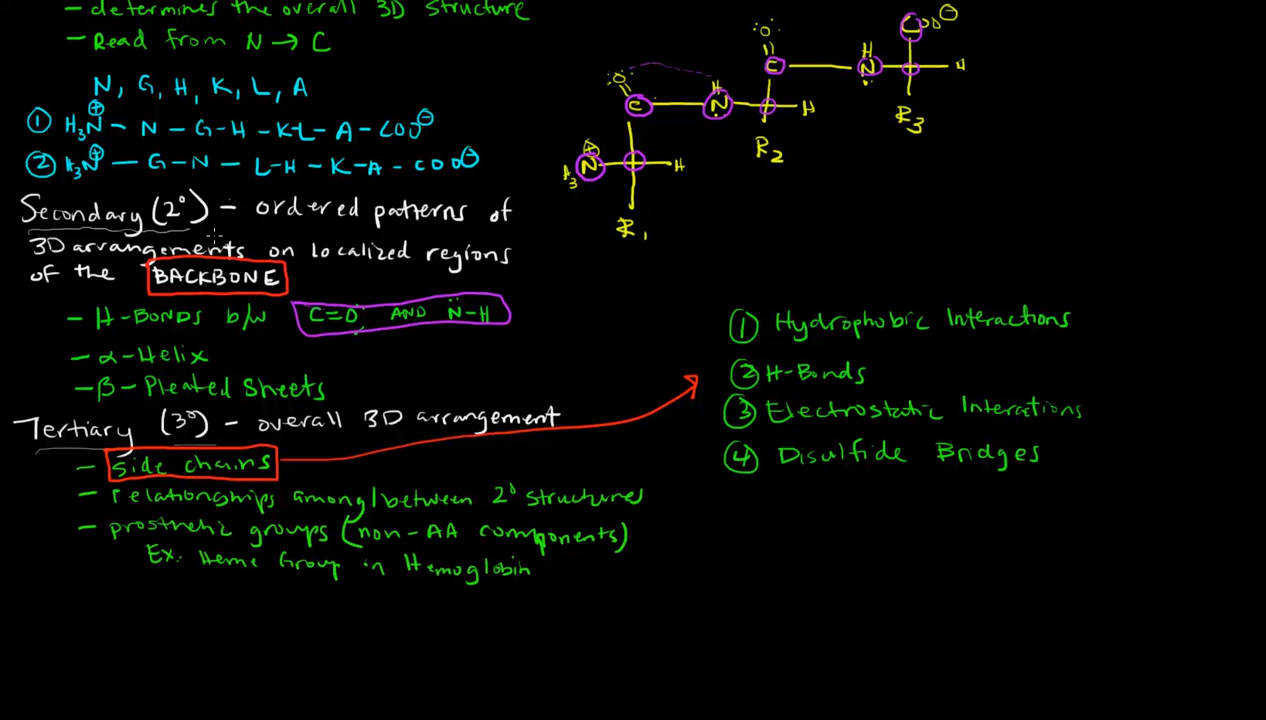 - determines the overall 3D structure
- Read from N → C
N, G, H, K, L, A
① H₃N⊕ - N - G - H - K - L - A - COO⊖
② H₃N⊕ - G - N - L - H - K - A - COO⊖
Secondary (2°) - ordered patterns of
3D arrangements on localized regions
of the BACKBONE
- H-BONDS b/w C=O AND N-H
- α-Helix
- β-Pleated Sheets
Tertiary (3°) - overall 3D arrangement
- side chains
- relationships among/between 2° structures
- prosthetic groups (non-AA components)
Ex. Heme Group in Hemoglobin
O C H N COO⊖
O C H N H H
H₃N⊕ H R₂ R₃
R₁
① Hydrophobic Interactions
② H-Bonds
③ Electrostatic Interations
④ Disulfide Bridges